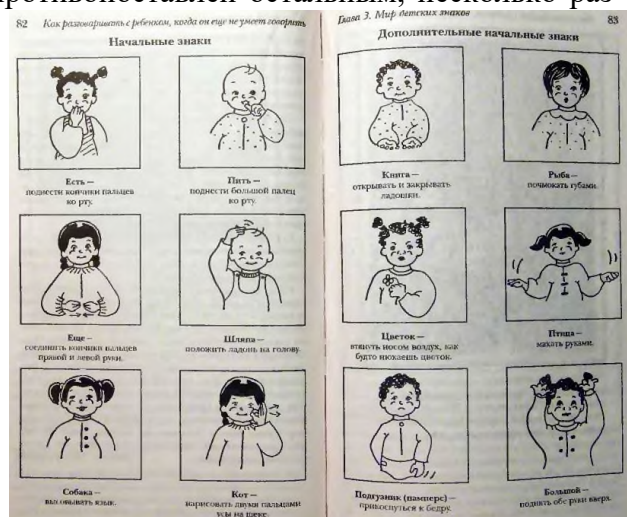 противопоставлен остальным, несколько раз-
82 Как разговаривать с ребенком, когда он еще не умеет говорить
Начальные знаки
Есть —
поднести кончики пальцев
ко рту.
Пить —
поднести большой палец
ко рту.
Еще —
соединить кончики пальцев
правой и левой руки.
Шляпа —
положить ладонь на голову.
Собака —
высовывать язык.
Кот —
нарисовать двумя пальцами
усы на щеке.
Глава 3. Мир детских знаков 83
Дополнительные начальные знаки
Книга —
открывать и закрывать
ладошки.
Рыба —
почмокать губами.
Цветок —
втянуть носом воздух, как
будто нюхаешь цветок.
Птица —
махать руками.
Подгузник (памперс) —
прикоснуться к бедру.
Большой —
поднять обе руки вверх.